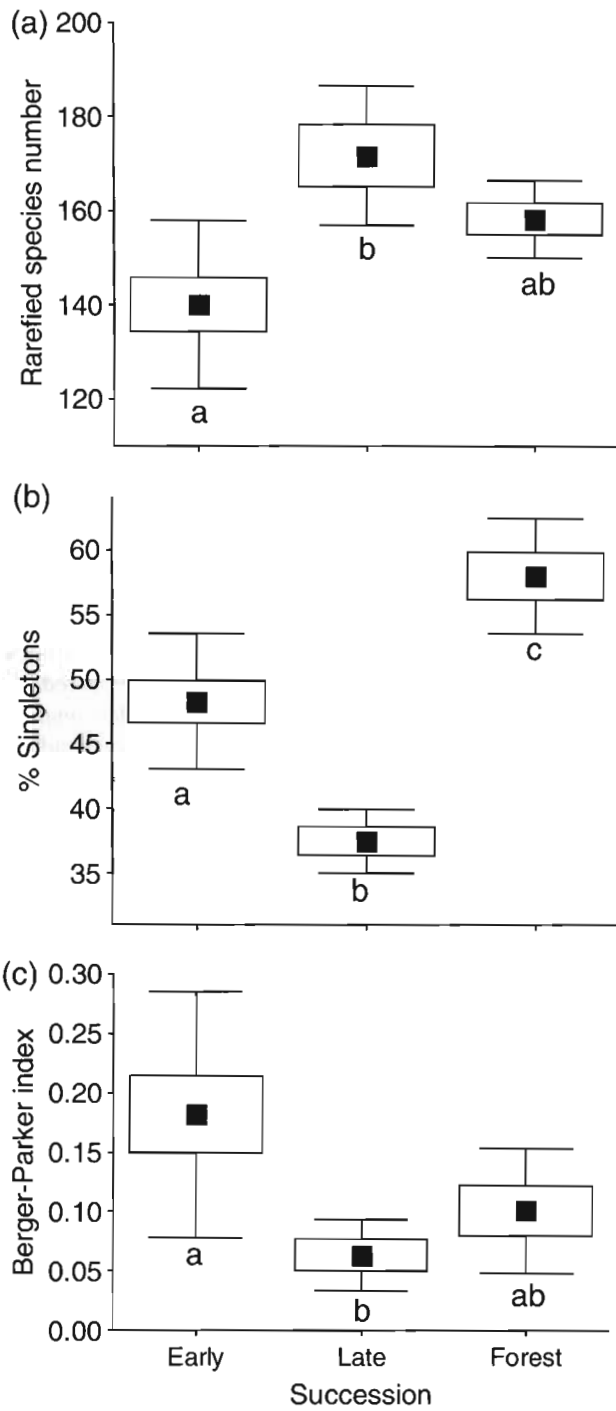 (a)
Rarefied species number
200
180
160
140
120
a
b
ab
(b)
% Singletons
60
55
50
45
40
35
a
b
c
(c)
Berger-Parker index
0.30
0.25
0.20
0.15
0.10
0.05
0.00
a
b
ab
Early
Late
Forest
Succession